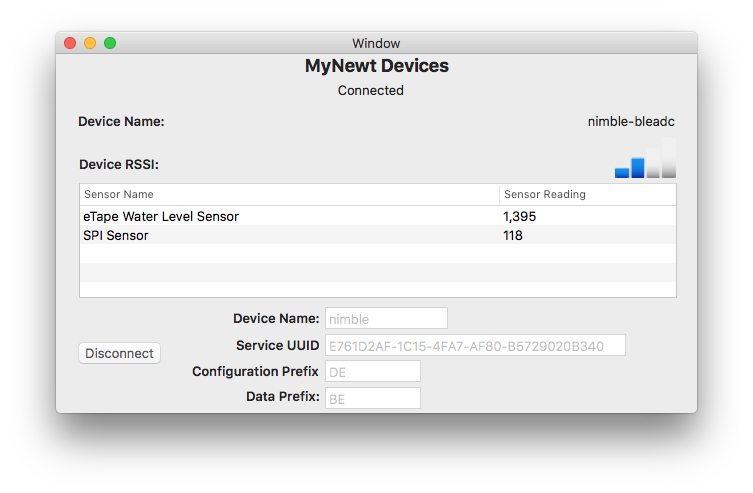 Window
MyNewt Devices
Connected
Device Name: nimble-bleadc
Device RSSI:
Sensor Name Sensor Reading
eTape Water Level Sensor 1,395
SPI Sensor 118
Device Name: nimble
Service UUID E761D2AF-1C15-4FA7-AF80-B5729020B340
Disconnect
Configuration Prefix DE
Data Prefix: BE